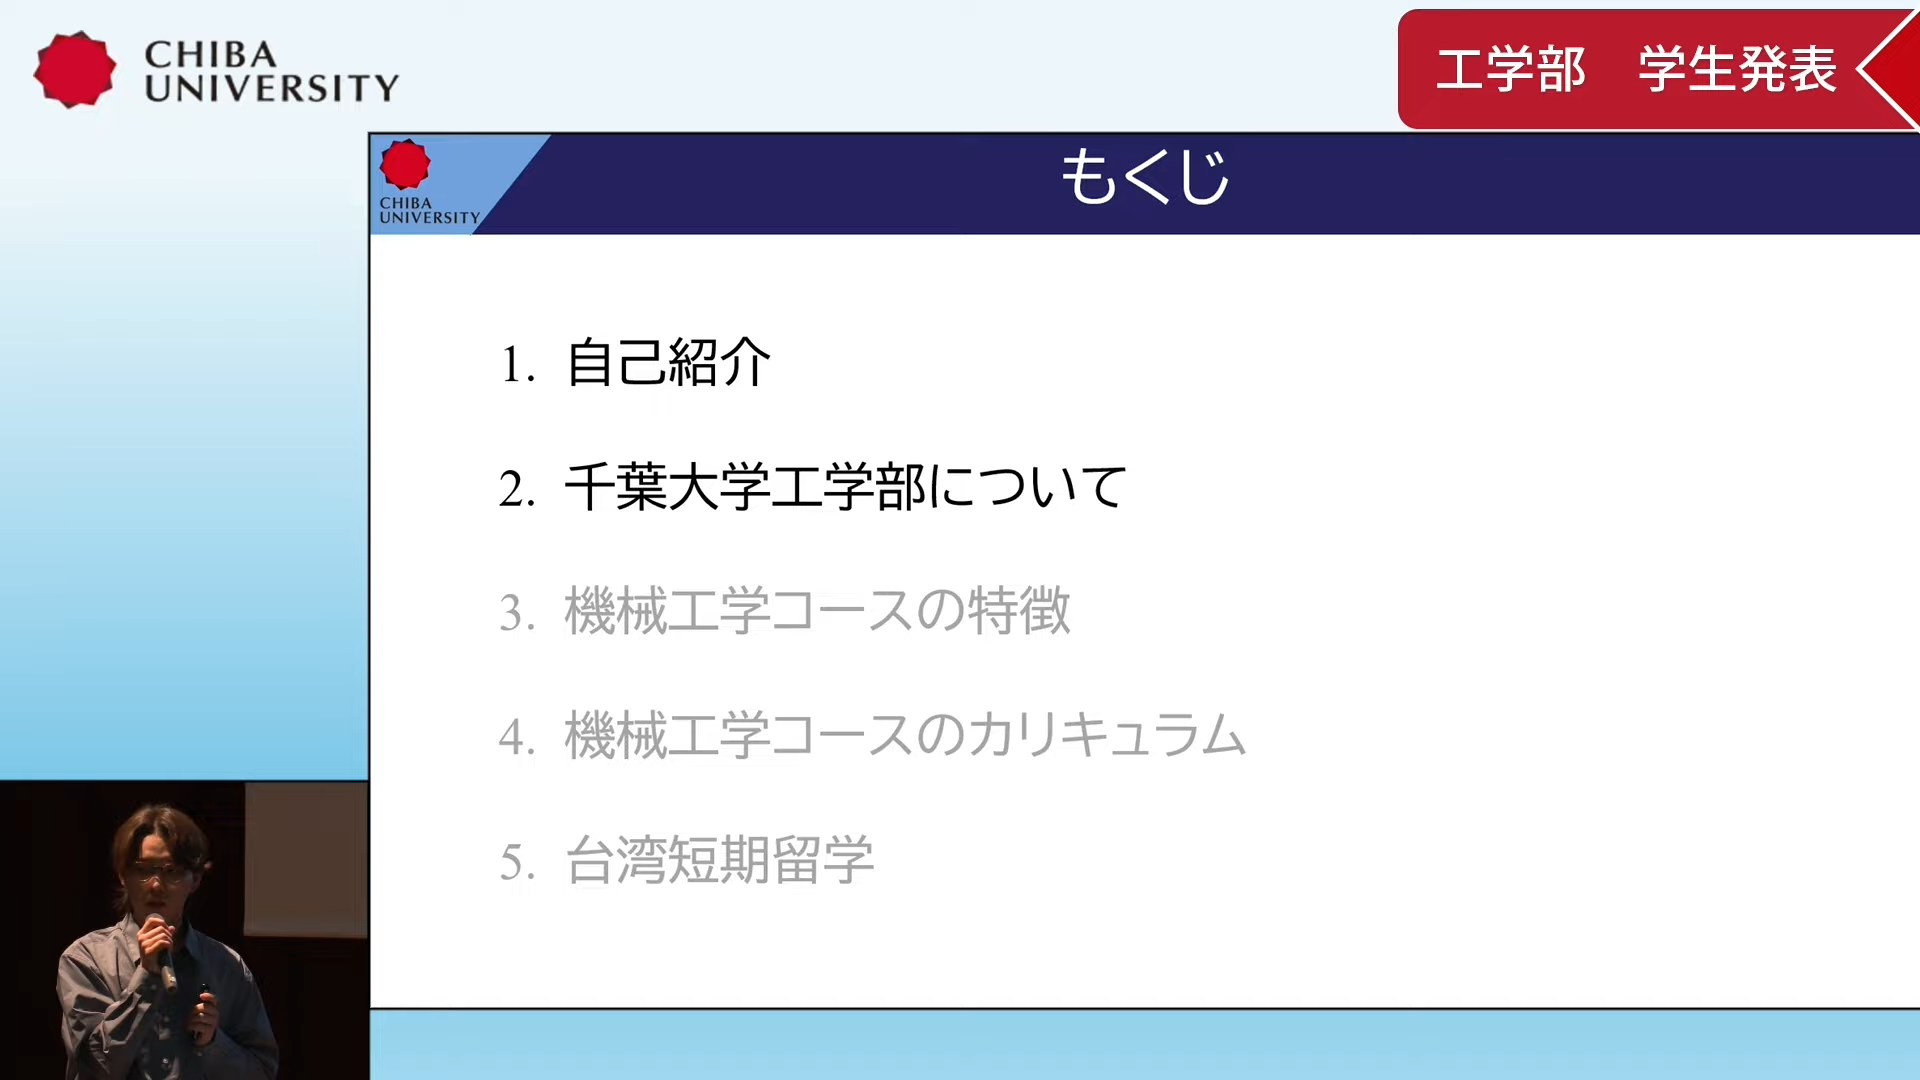 CHIBA
UNIVERSITY
工学部　学生発表
CHIBA
UNIVERSITY
もくじ
1. 自己紹介
2. 千葉大学工学部について
3. 機械工学コースの特徴
4. 機械工学コースのカリキュラム
5. 台湾短期留学